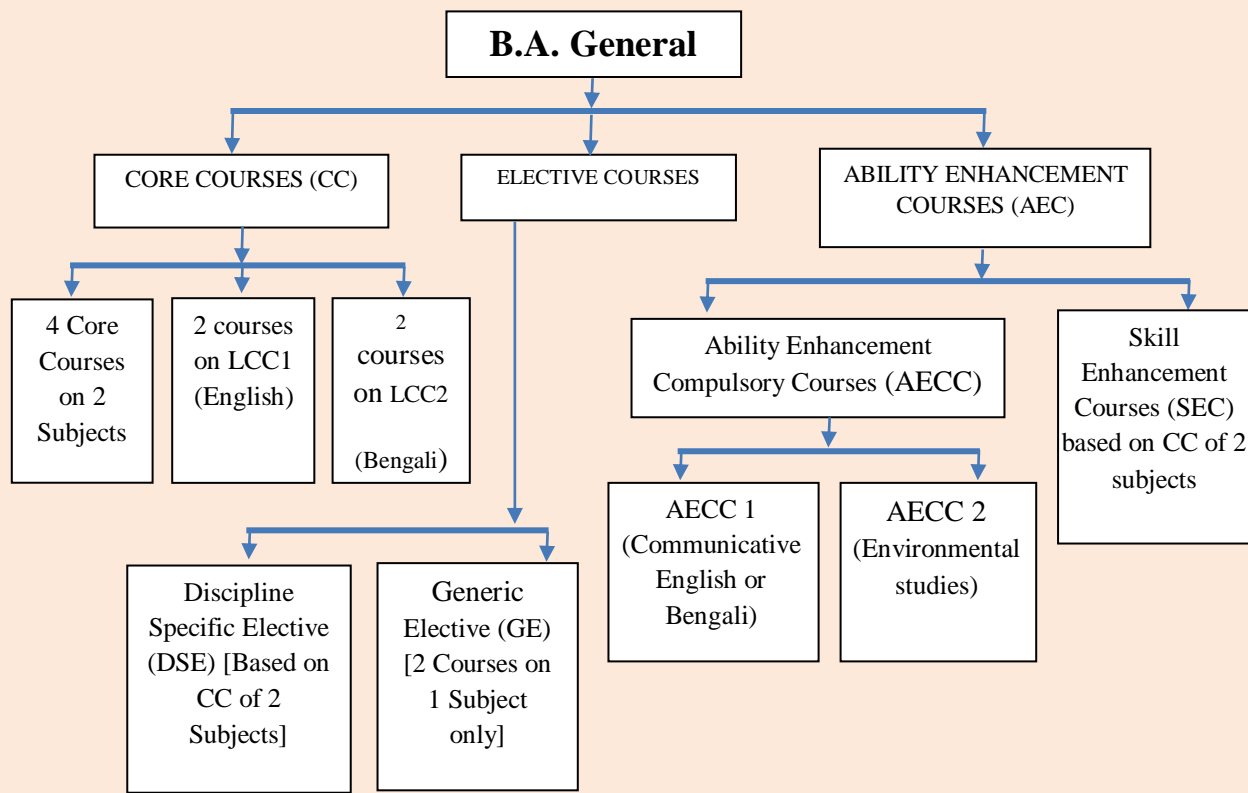 B.A. General
CORE COURSES (CC)
ELECTIVE COURSES
ABILITY ENHANCEMENT
COURSES (AEC)
4 Core
Courses
on 2
Subjects
2 courses
on LCC1
(English)
2
courses
on LCC2
(Bengali)
Ability Enhancement
Compulsory Courses (AECC)
Skill
Enhancement
Courses (SEC)
based on CC of 2
subjects
AECC 1
(Communicative
English or
Bengali)
AECC 2
(Environmental
studies)
Discipline
Specific Elective
(DSE) [Based on
CC of 2
Subjects]
Generic
Elective (GE)
[2 Courses on
1 Subject
only]